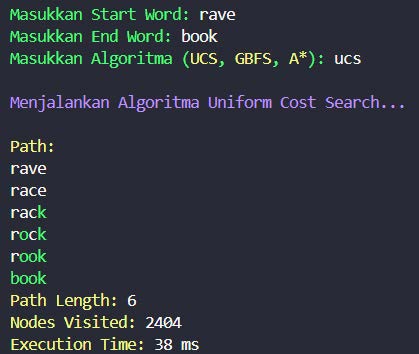 Masukkan Start Word: rave
Masukkan End Word: book
Masukkan Algoritma (UCS, GBFS, A*): ucs
Menjalankan Algoritma Uniform Cost Search...
Path:
rave
race
rack
rock
rook
book
Path Length: 6
Nodes Visited: 2404
Execution Time: 38 ms